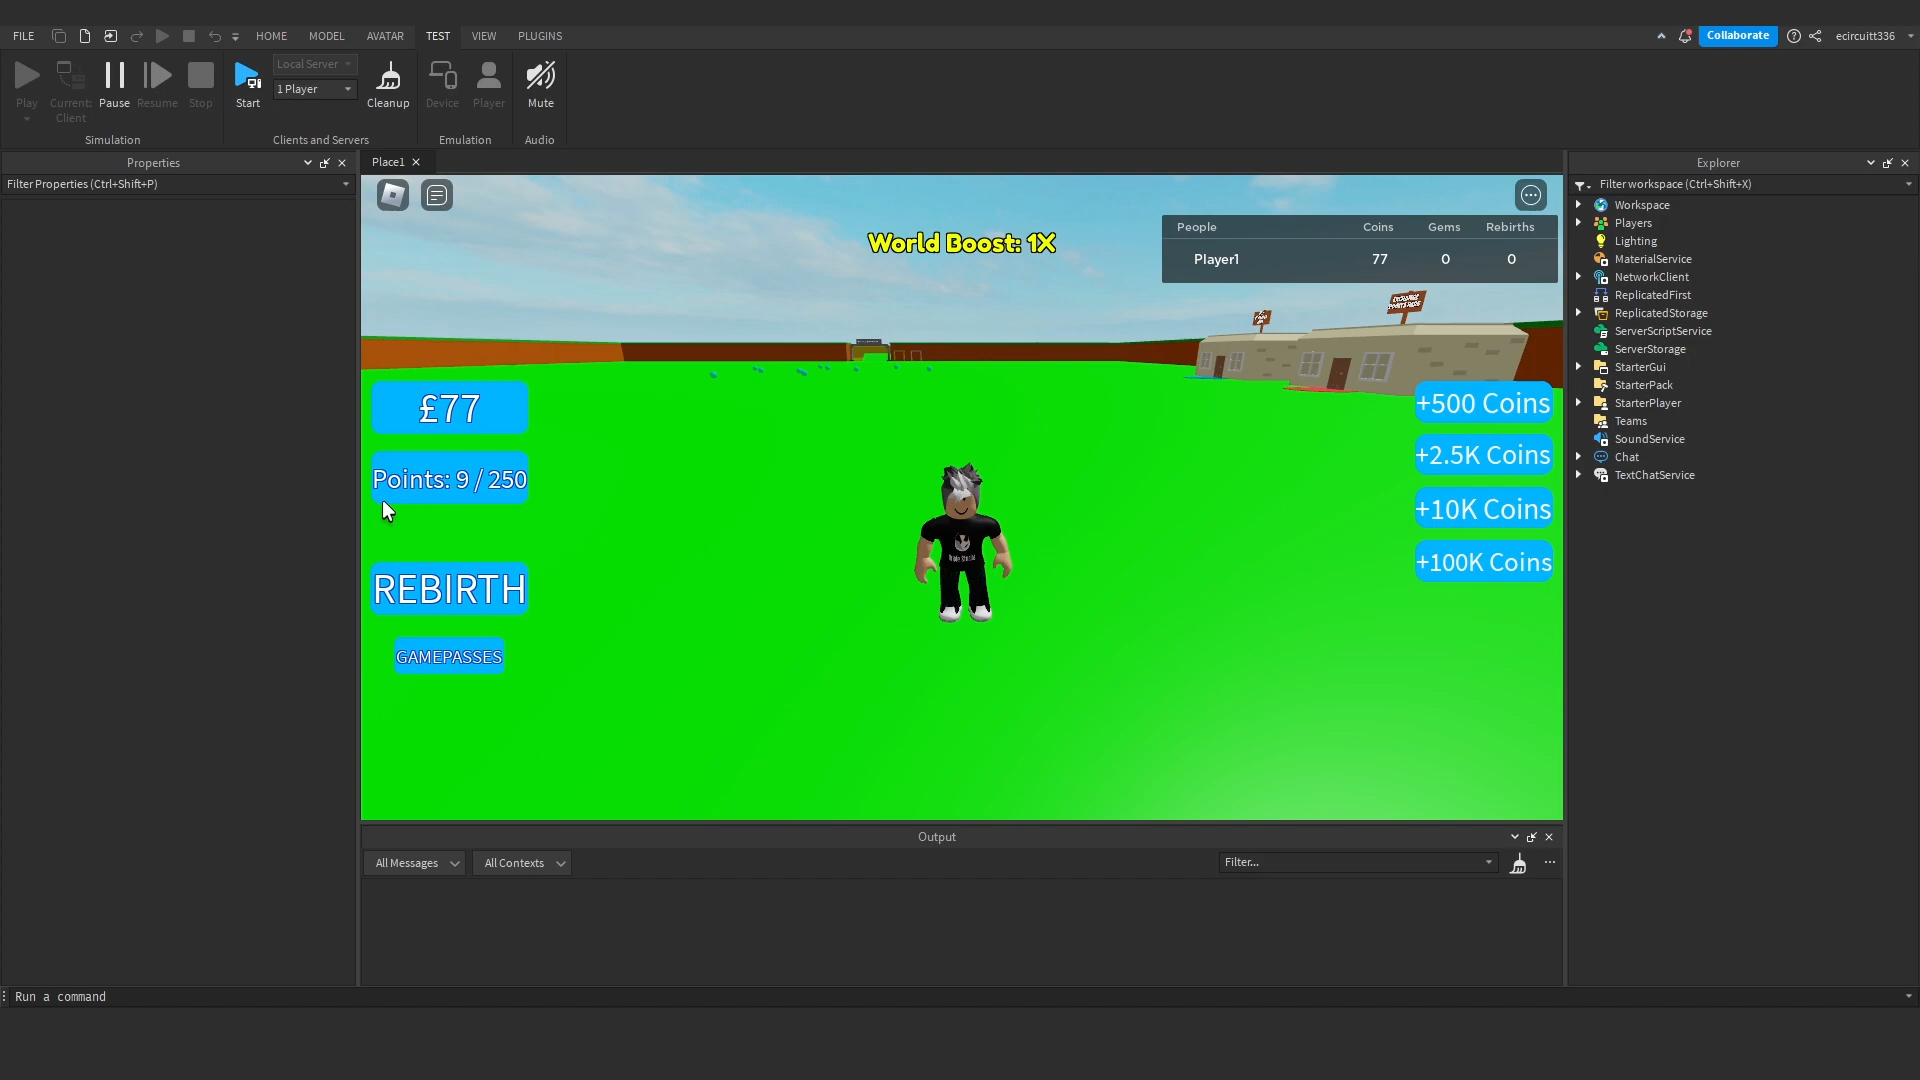 FILE HOME MODEL AVATAR TEST VIEW PLUGINS Collaborate ecircuitt336
Play Current: Client Pause Resume Stop Start Local Server 1 Player Cleanup Device Player Mute
Simulation Clients and Servers Emulation Audio
Properties
Filter Properties (Ctrl+Shift+P)
Place1
World Boost: 1X
People Coins Gems Rebirths
Player1 77 0 0
EXCHANGE POINTS HERE
£77
Points: 9 / 250
REBIRTH
GAMEPASSES
+500 Coins
+2.5K Coins
+10K Coins
+100K Coins
Explorer
Filter workspace (Ctrl+Shift+X)
Workspace
Players
Lighting
MaterialService
NetworkClient
ReplicatedFirst
ReplicatedStorage
ServerScriptService
ServerStorage
StarterGui
StarterPack
StarterPlayer
Teams
SoundService
Chat
TextChatService
Output
All Messages All Contexts Filter...
Run a command